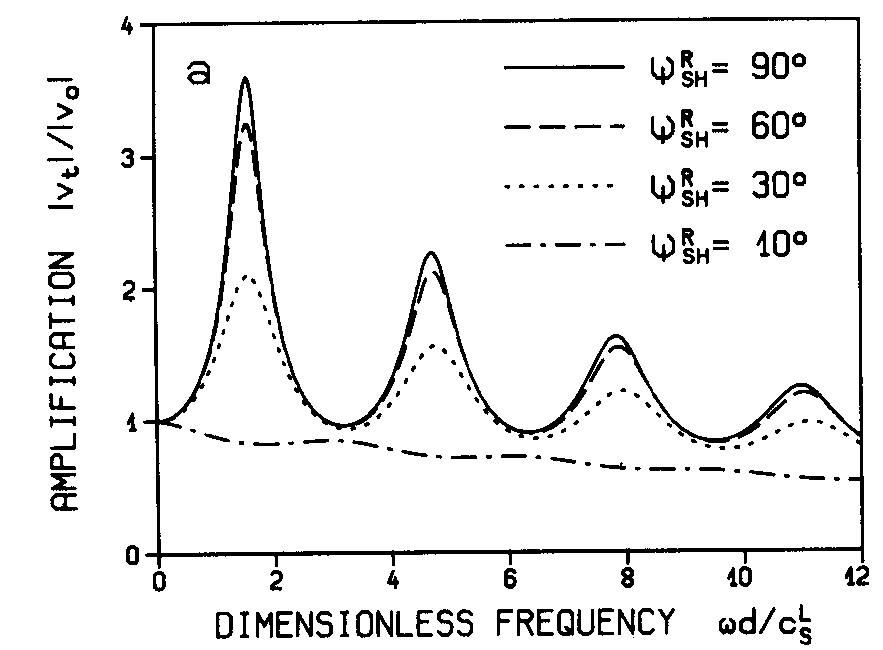 a)
ψ^R_SH = 90°
ψ^R_SH = 60°
ψ^R_SH = 30°
ψ^R_SH = 10°
AMPLIFICATION |v_t|/|v_o|
4
3
2
1
0
0 2 4 6 8 10 12
DIMENSIONLESS FREQUENCY ωd/c^L_S